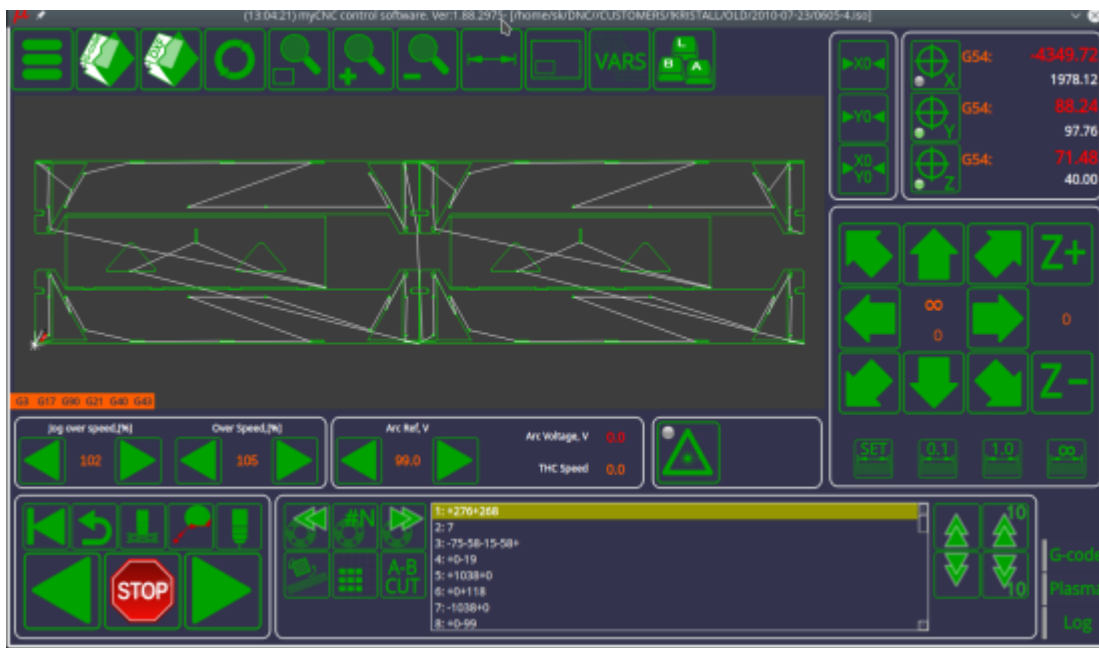 (13:04:21) myCNC control software. Ver:1.88.2975- [/home/sk/DNC//CUSTOMERS/!KRISTALL/OLD/2010-07-23/0605-4.iso]
VARS
L
B A
►X0◄
►Y0◄
►X0 Y0◄
X
G54: -4349.72
1978.12
Y
G54: 88.24
97.76
Z
G54: 71.48
40.00
Z+
∞
0
0
Z-
SET
0.1
1.0
∞
G3 G17 G90 G21 G40 G43
Jog over speed,[%]
102
Over Speed,[%]
105
Arc Ref, V
99.0
Arc Voltage, V 0.0
THC Speed 0.0
STOP
#N
A-B CUT
1: +276+268
2: 7
3: -75-58-15-58+
4: +0-19
5: +1038+0
6: +0+118
7: -1038+0
8: +0-99
10
10
G-code
Plasma
Log